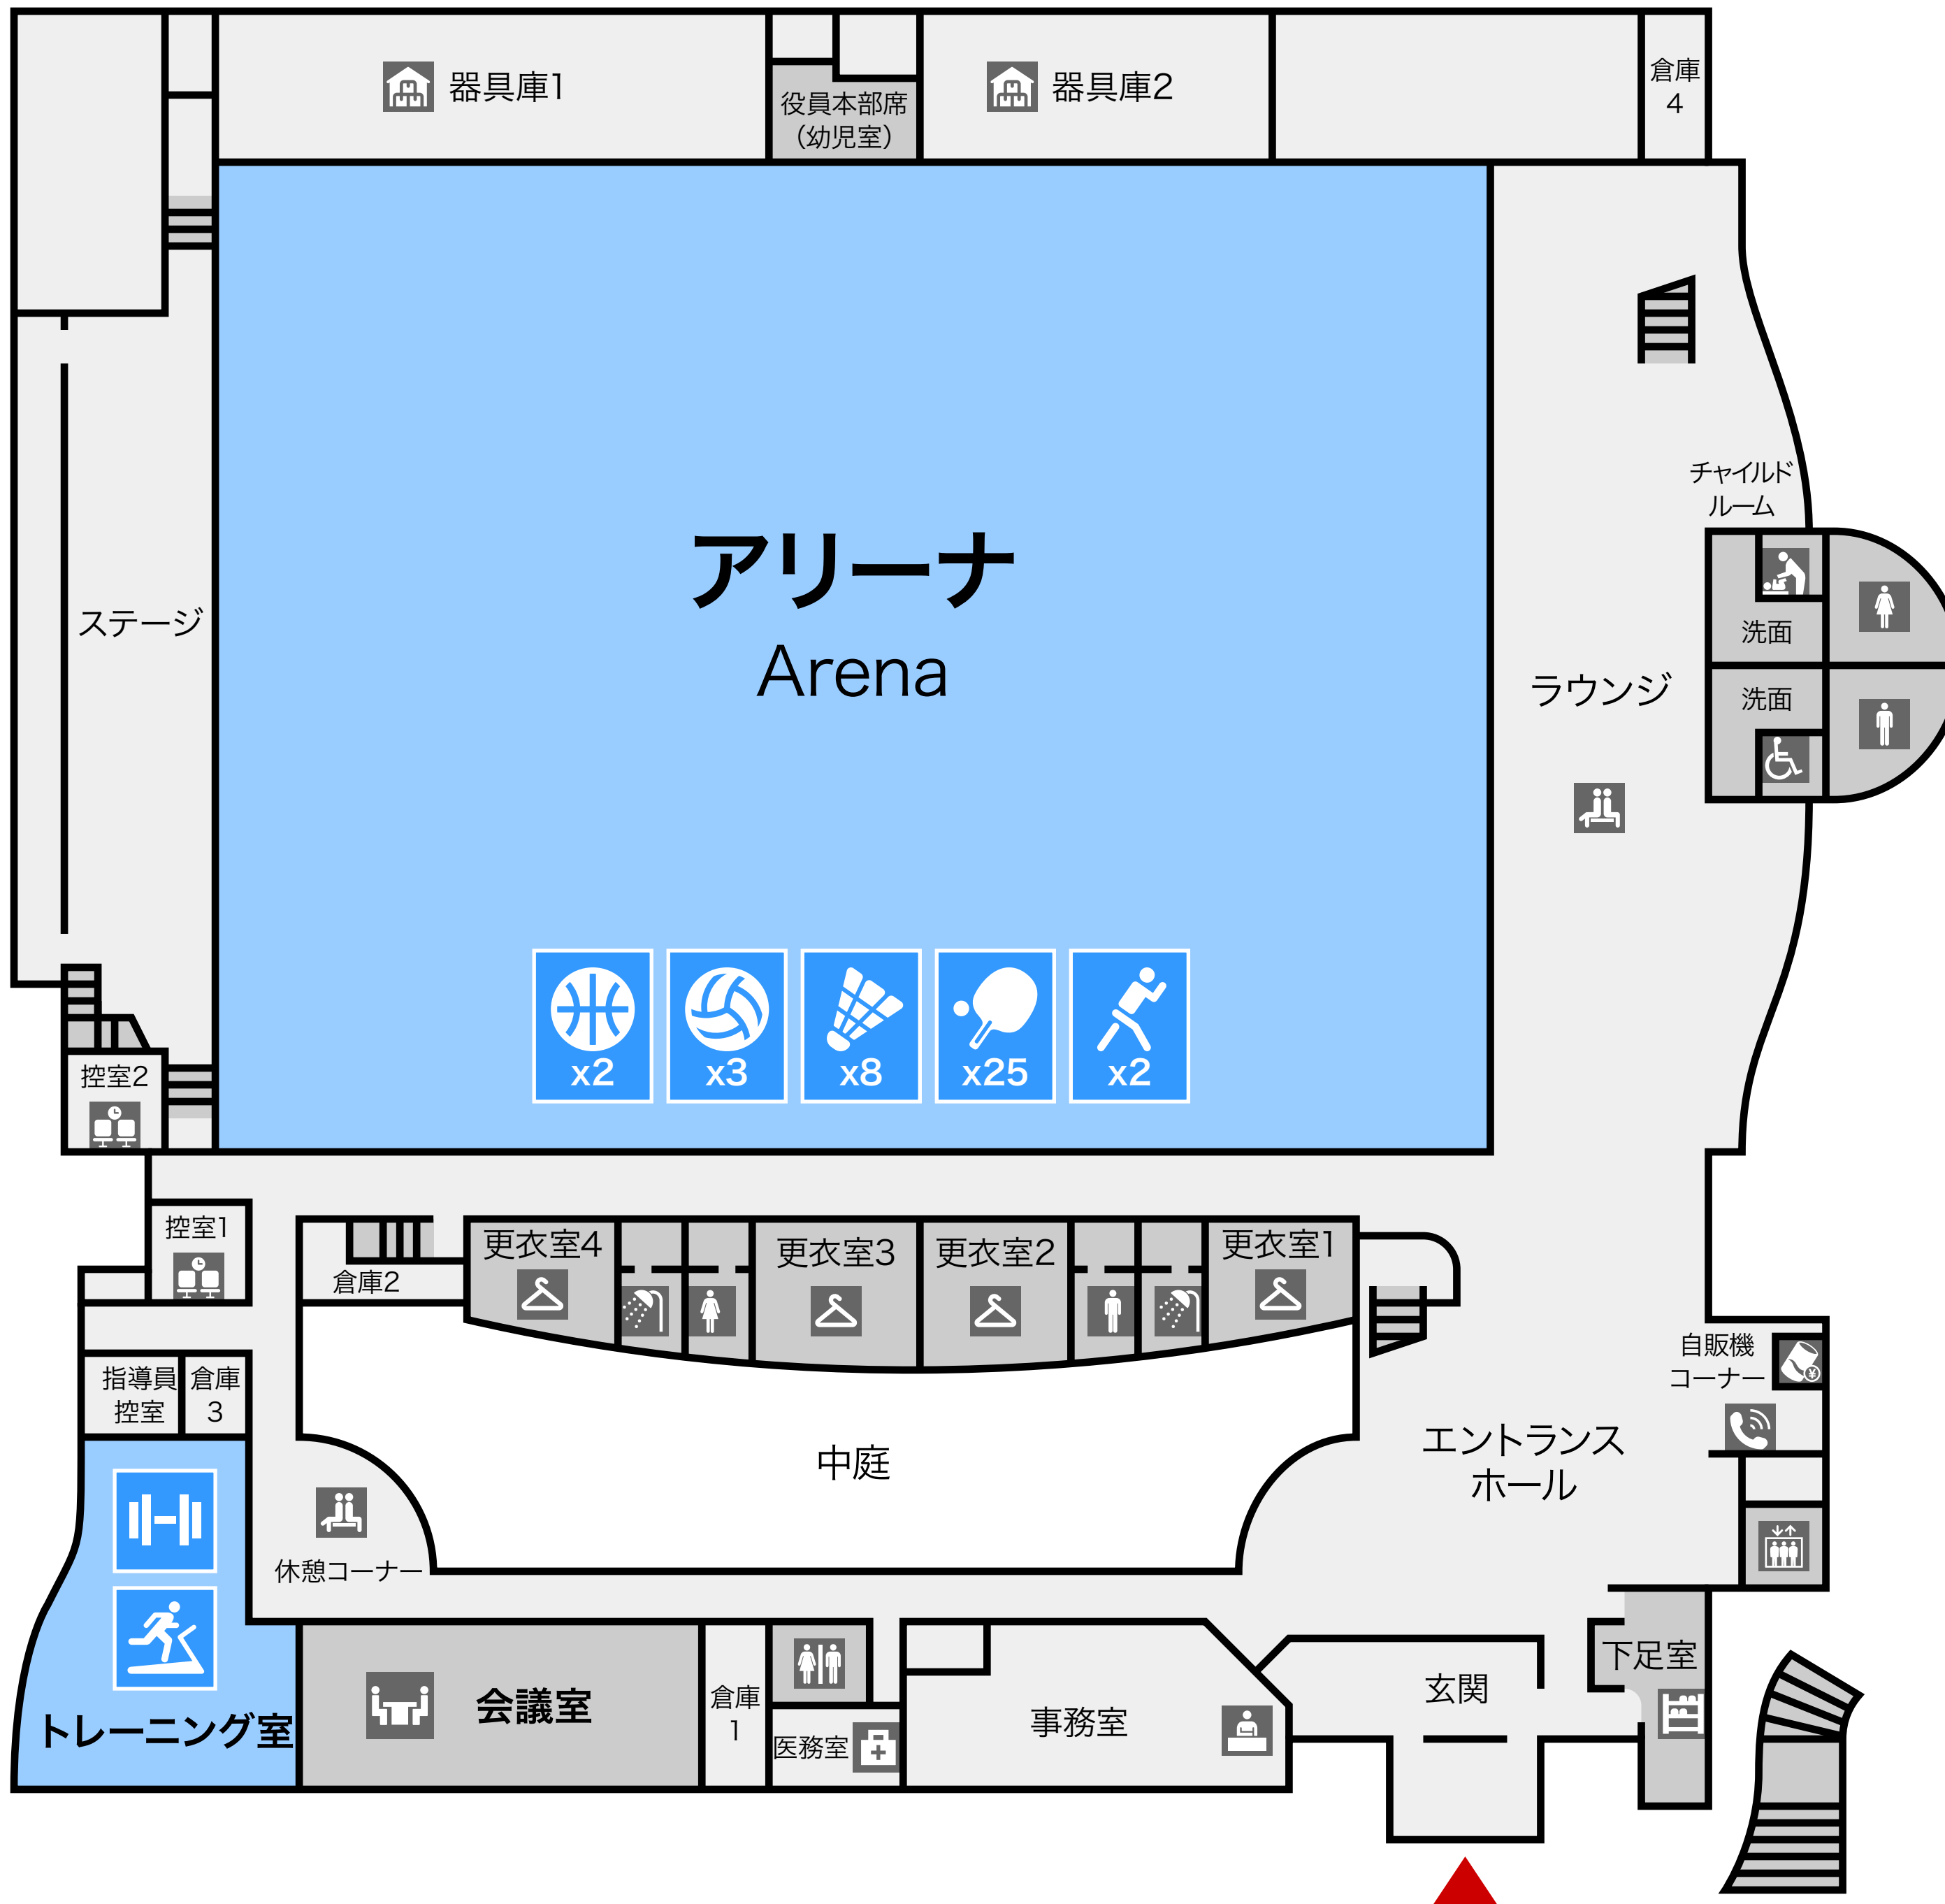 器具庫1
役員本部席
（幼児室）
器具庫2
倉庫
4
チャイルド
ルーム
アリーナ
Arena
ステージ
洗面
洗面
ラウンジ
x2
x3
x8
x25
x2
控室2
控室1
倉庫2
更衣室4
更衣室3
更衣室2
更衣室1
指導員
控室
倉庫
3
自販機
コーナー
¥
中庭
エントランス
ホール
休憩コーナー
トレーニング室
会議室
倉庫
1
医務室
事務室
玄関
下足室